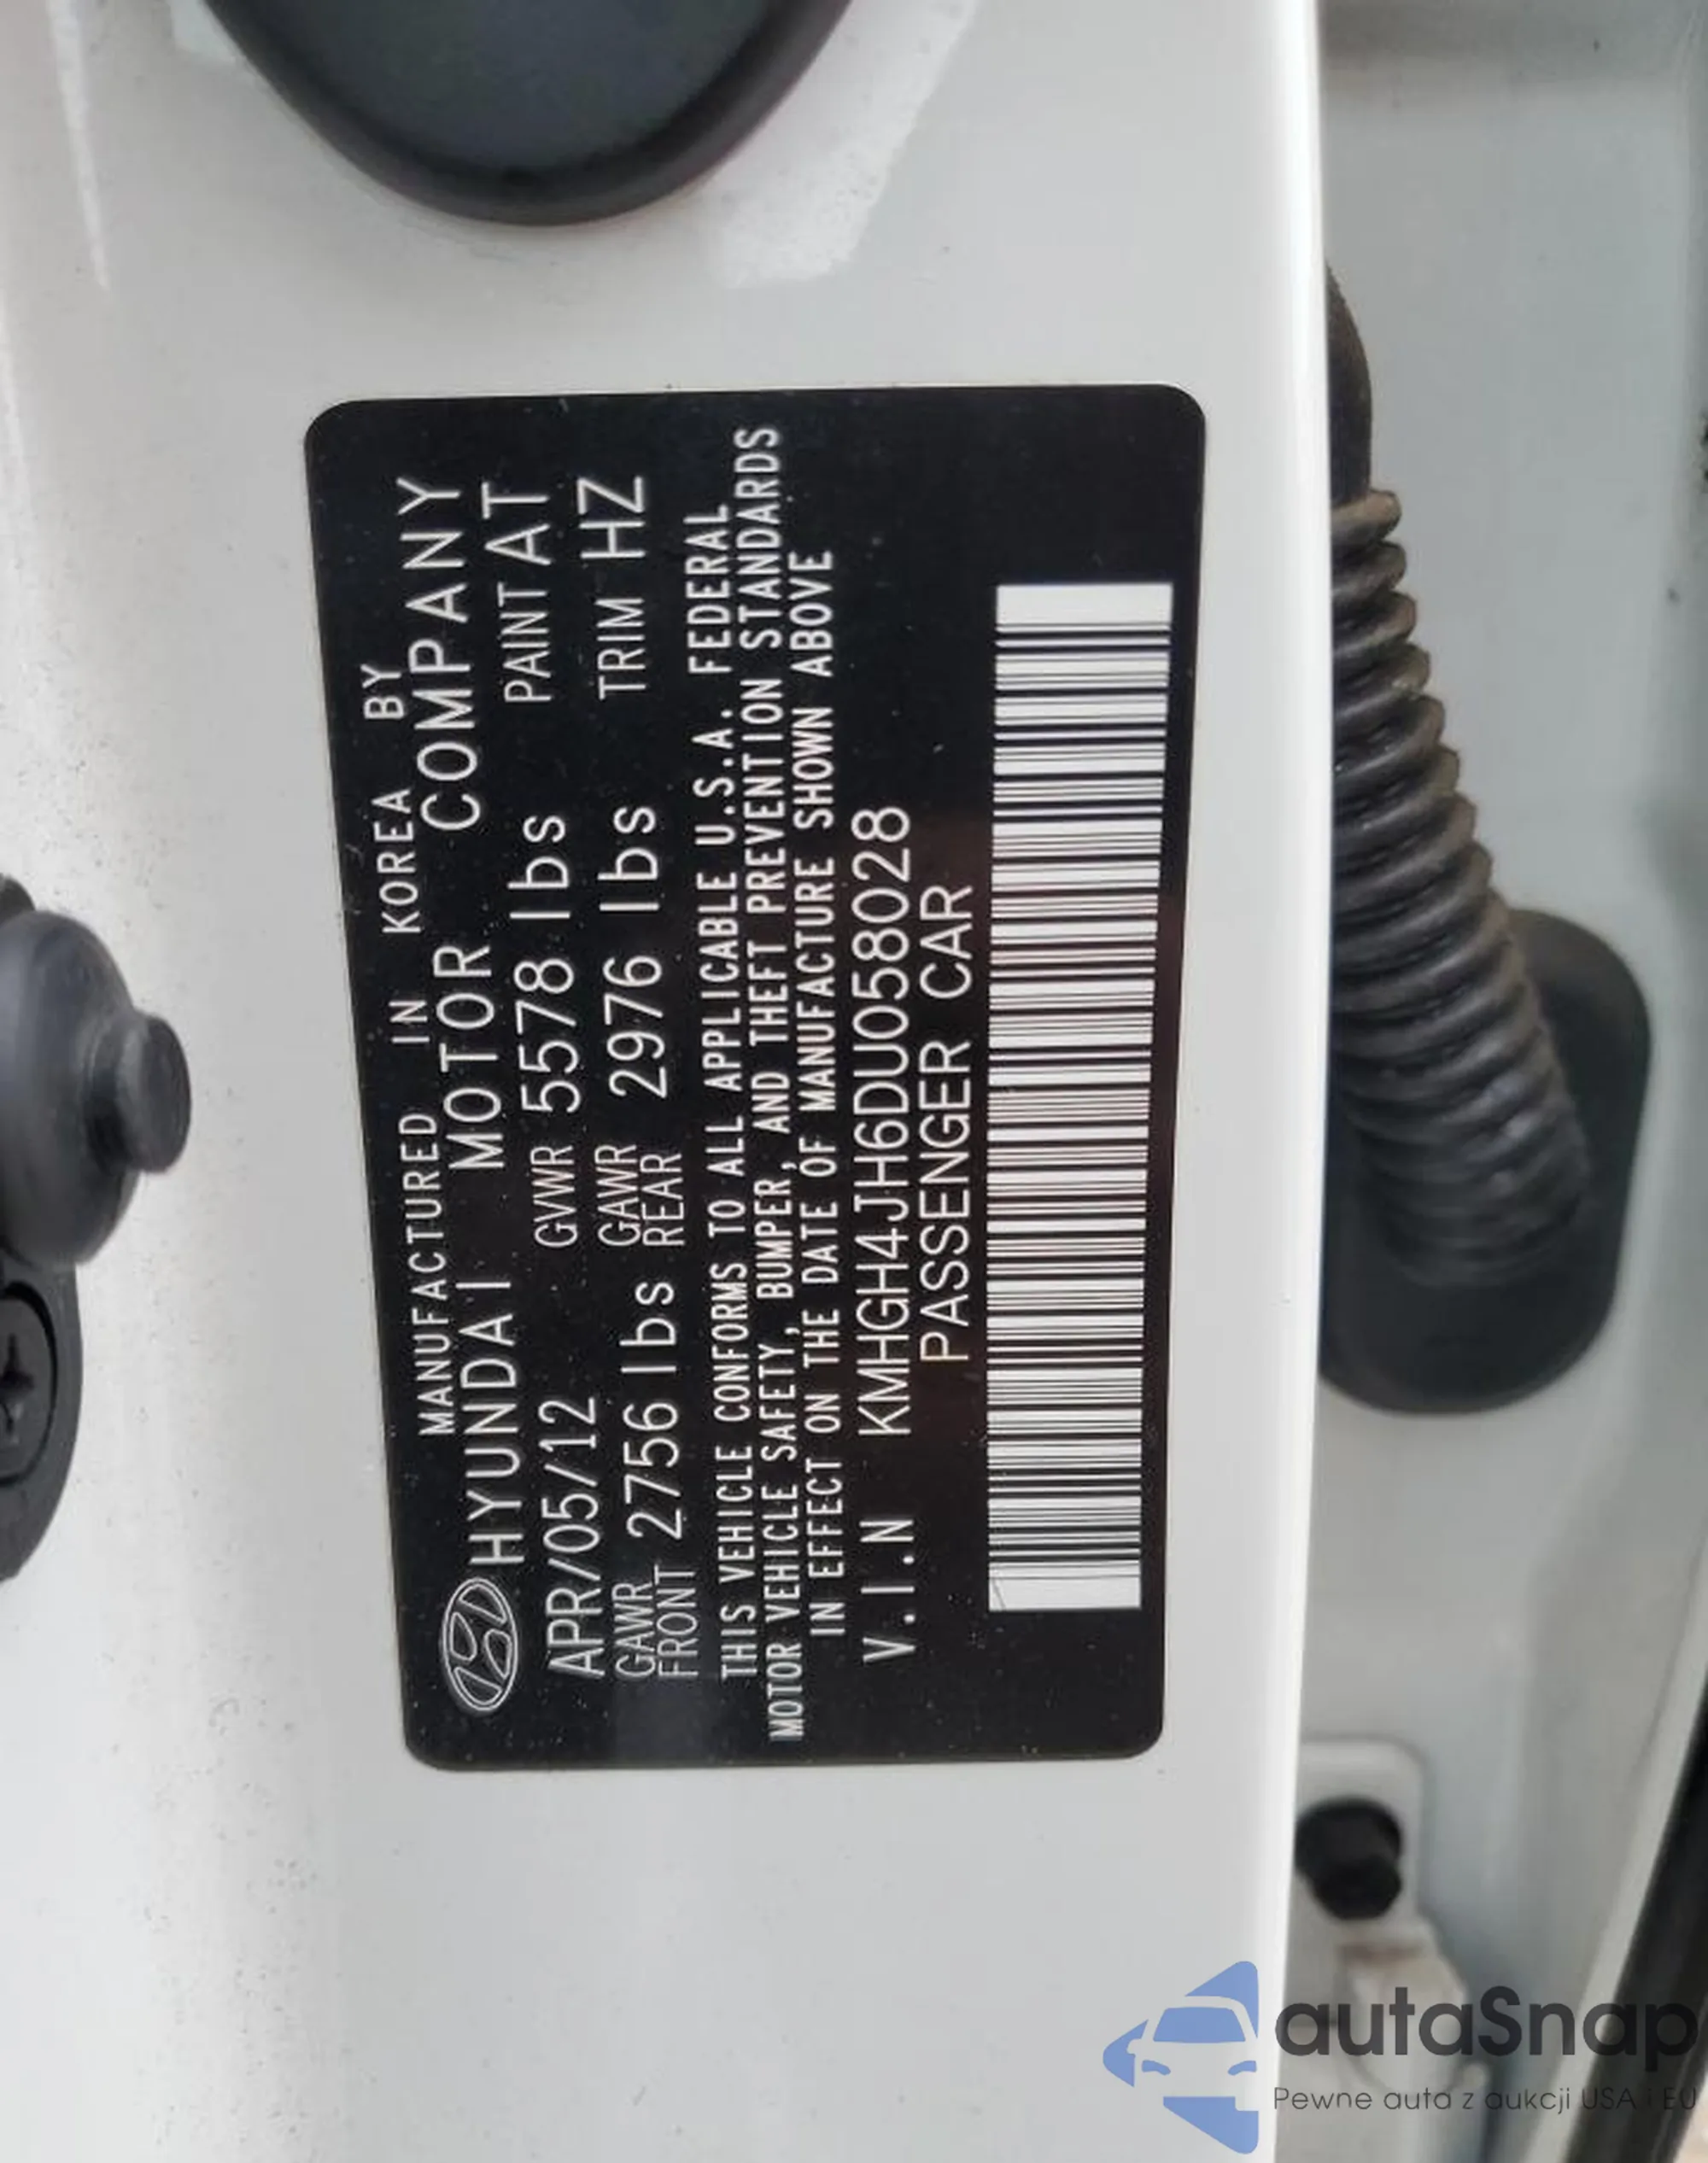 MANUFACTURED IN KOREA BY
HYUNDAI MOTOR COMPANY
APR/05/12 GVWR 5578 lbs PAINT AT
GAWR FRONT 2756 lbs GAWR REAR 2976 lbs TRIM HZ
THIS VEHICLE CONFORMS TO ALL APPLICABLE U.S.A. FEDERAL
MOTOR VEHICLE SAFETY, BUMPER, AND THEFT PREVENTION STANDARDS
IN EFFECT ON THE DATE OF MANUFACTURE SHOWN ABOVE
V.I.N KMHGH4JH6DU058028
PASSENGER CAR
autaSnap
Pewne auta z aukcji USA i EU